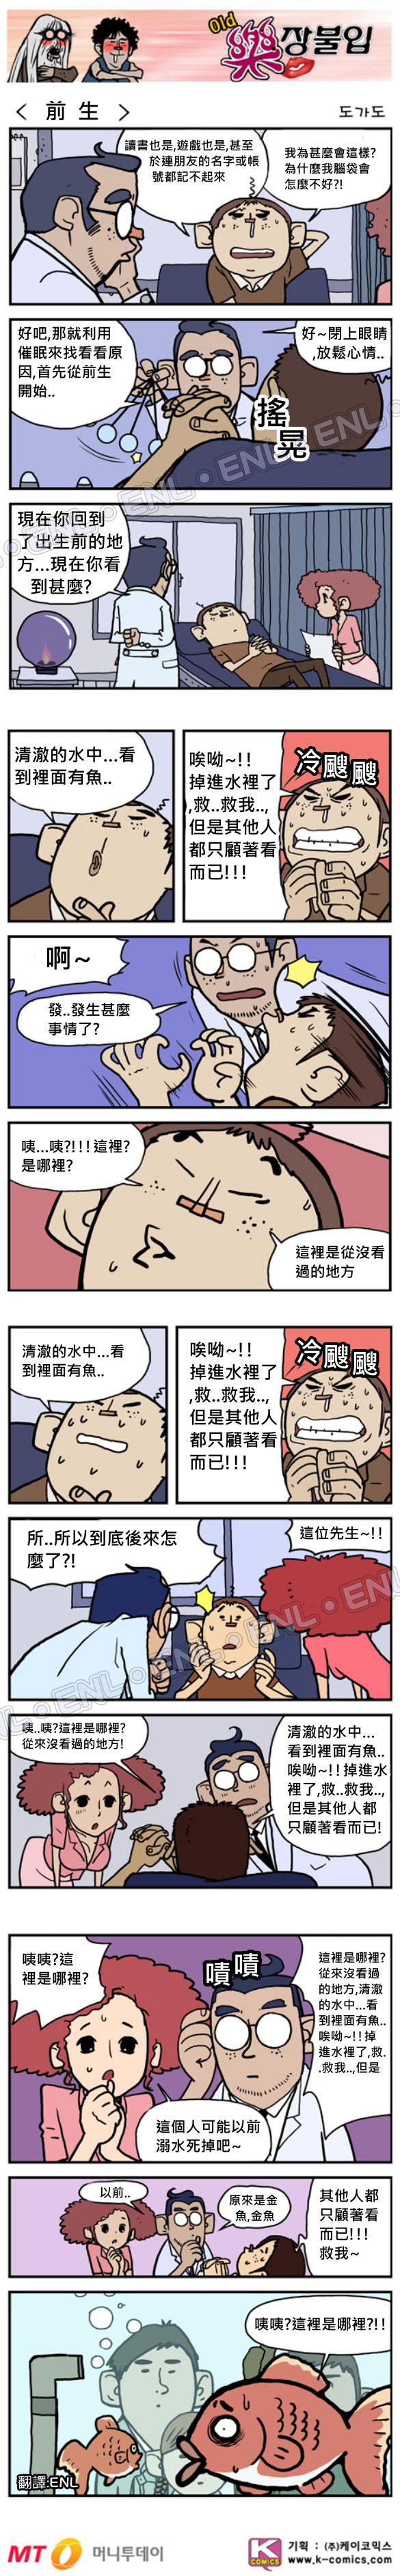 Old 樂장불입
< 前生 >
도가도
讀書也是,遊戲也是,甚至
於連朋友的名字或帳
號都記不起來
我為甚麼會這樣?
為什麼我腦袋會
怎麼不好?!
好吧,那就利用
催眠來找看看原
因,首先從前生
開始..
好~閉上眼睛
,放鬆心情..
搖
晃
現在你回到
了出生前的地
方...現在你看
到甚麼?
清澈的水中...看
到裡面有魚..
唉呦~!!
掉進水裡了
,救..救我..,
但是其他人
都只顧著看
而已!!!
冷颼颼
啊~
發..發生甚麼
事情了?
咦...咦?!!!這裡?
是哪裡?
這裡是從沒看
過的地方
清澈的水中...看
到裡面有魚..
唉呦~!!
掉進水裡了
,救..救我..,
但是其他人
都只顧著看
而已!!!
冷颼颼
所..所以到底後來怎
麼了?!
這位先生~!!
咦..咦?這裡是哪裡?
從來沒看過的地方!
清澈的水中...
看到裡面有魚..
唉呦~!!掉進水
裡了,救..救我..,
但是其他人都
只顧著看而已!
咦咦?這
裡是哪裡?
嘖嘖
這裡是哪裡?
從來沒看過
的地方,清澈
的水中...看
到裡面有魚..
唉呦~!!掉
進水裡了,救.
.救我..,但是
這個人可能以前
溺水死掉吧~
以前..
原來是金
魚,金魚
其他人都
只顧著看
而已!!!
救我~
咦咦?這裡是哪裡?!!
翻譯:ENL
ENL•ENL•ENL•ENL
ENL•ENL•ENL•ENL
MTO 머니투데이
K COMICS
기획 : (주)케이코믹스
www.k-comics.com